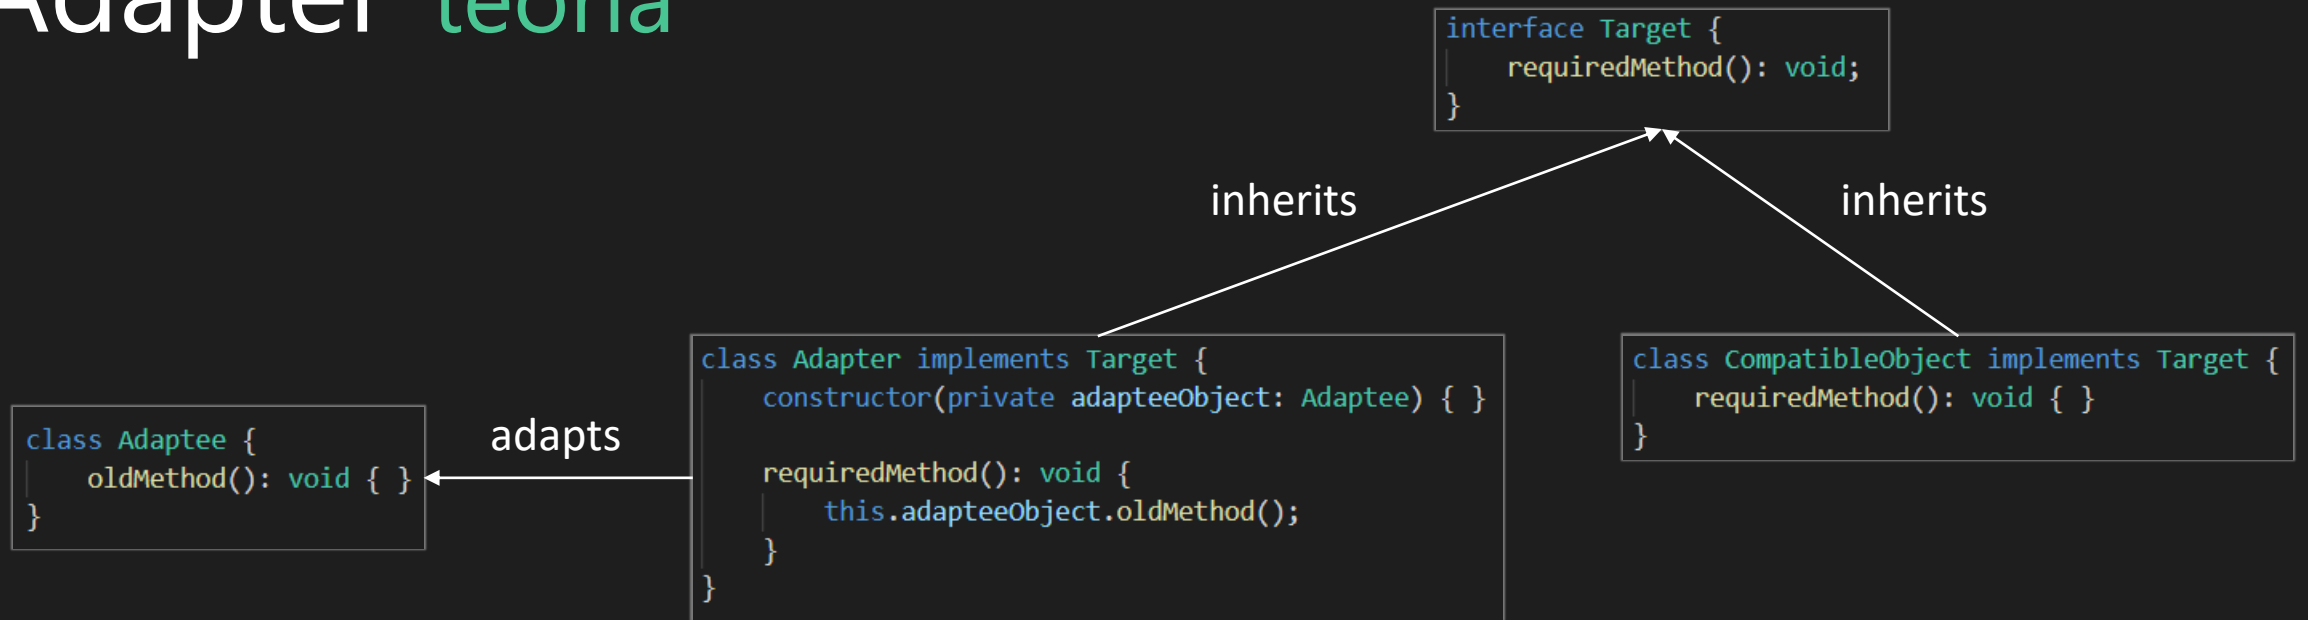 Adapter teoria
interface Target {
requiredMethod(): void;
}
inherits
inherits
class Adaptee {
oldMethod(): void { }
}
adapts
class Adapter implements Target {
constructor(private adapteeObject: Adaptee) { }
requiredMethod(): void {
this.adapteeObject.oldMethod();
}
}
class CompatibleObject implements Target {
requiredMethod(): void { }
}